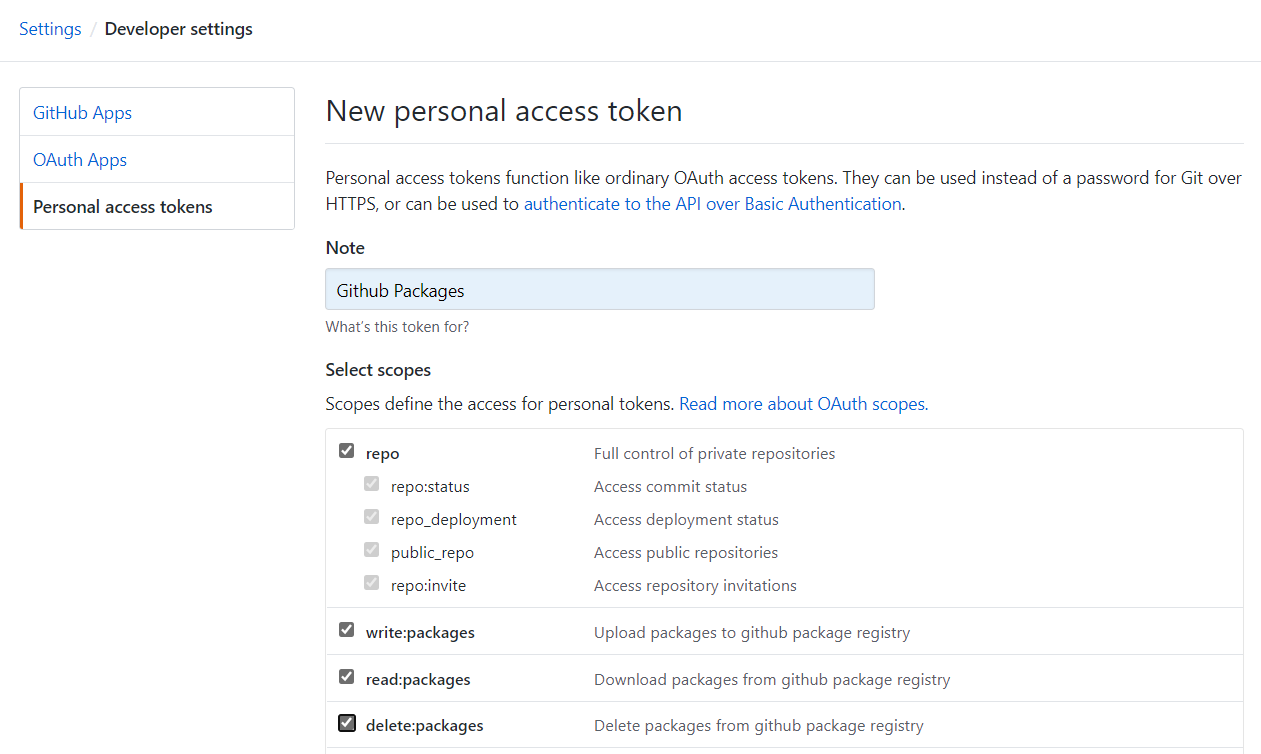 Settings / Developer settings
GitHub Apps
OAuth Apps
Personal access tokens
New personal access token
Personal access tokens function like ordinary OAuth access tokens. They can be used instead of a password for Git over
HTTPS, or can be used to authenticate to the API over Basic Authentication.
Note
Github Packages
What's this token for?
Select scopes
Scopes define the access for personal tokens. Read more about OAuth scopes.
repo Full control of private repositories
repo:status Access commit status
repo_deployment Access deployment status
public_repo Access public repositories
repo:invite Access repository invitations
write:packages Upload packages to github package registry
read:packages Download packages from github package registry
delete:packages Delete packages from github package registry